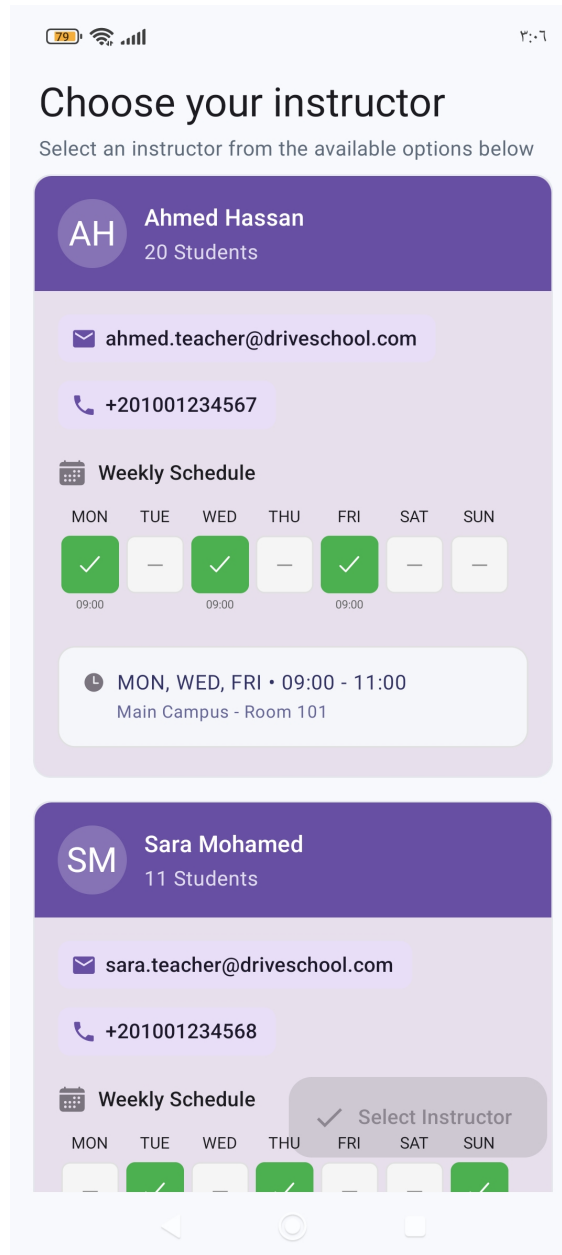 79
٣:٠٦
Choose your instructor
Select an instructor from the available options below
AH
Ahmed Hassan
20 Students
ahmed.teacher@driveschool.com
+201001234567
Weekly Schedule
MON TUE WED THU FRI SAT SUN
09:00 09:00 09:00
MON, WED, FRI • 09:00 - 11:00
Main Campus - Room 101
SM
Sara Mohamed
11 Students
sara.teacher@driveschool.com
+201001234568
Weekly Schedule
Select Instructor
MON TUE WED THU FRI SAT SUN